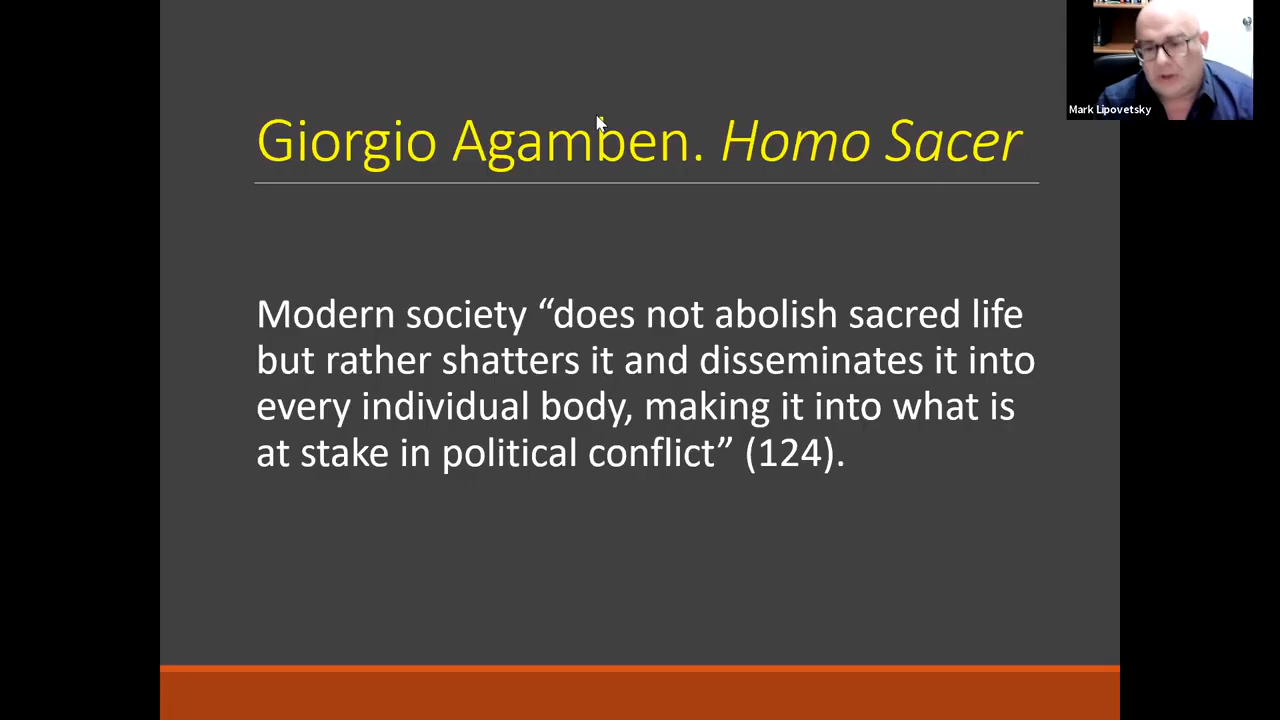 Mark Lipovetsky
Giorgio Agamben. Homo Sacer
Modern society “does not abolish sacred life
but rather shatters it and disseminates it into
every individual body, making it into what is
at stake in political conflict” (124).